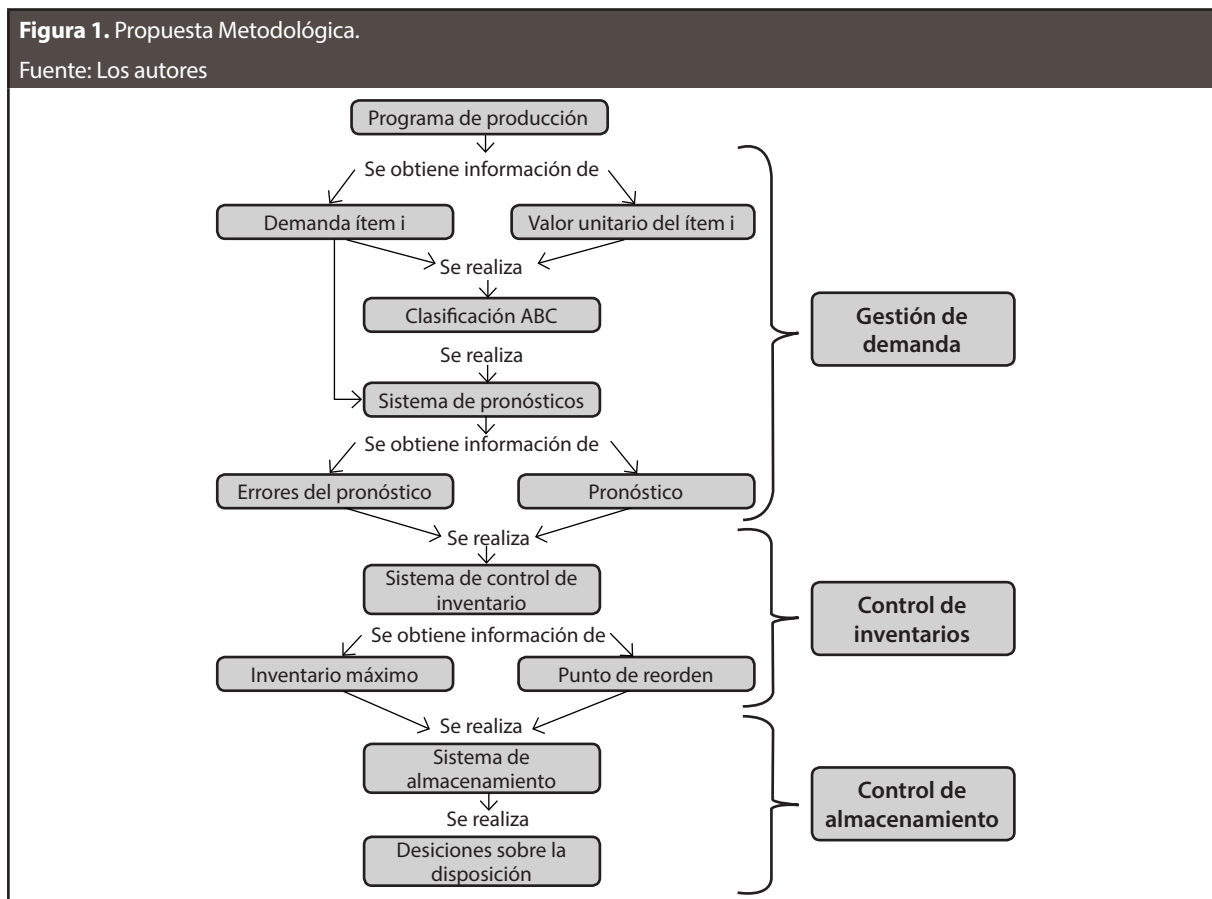 Figura 1. Propuesta Metodológica.
Fuente: Los autores
Programa de producción
Se obtiene información de
Demanda ítem i
Valor unitario del ítem i
Se realiza
Clasificación ABC
Se realiza
Sistema de pronósticos
Se obtiene información de
Errores del pronóstico
Pronóstico
Se realiza
Sistema de control de
inventario
Se obtiene información de
Inventario máximo
Punto de reorden
Se realiza
Sistema de
almacenamiento
Se realiza
Desiciones sobre la
disposición
Gestión de
demanda
Control de
inventarios
Control de
almacenamiento